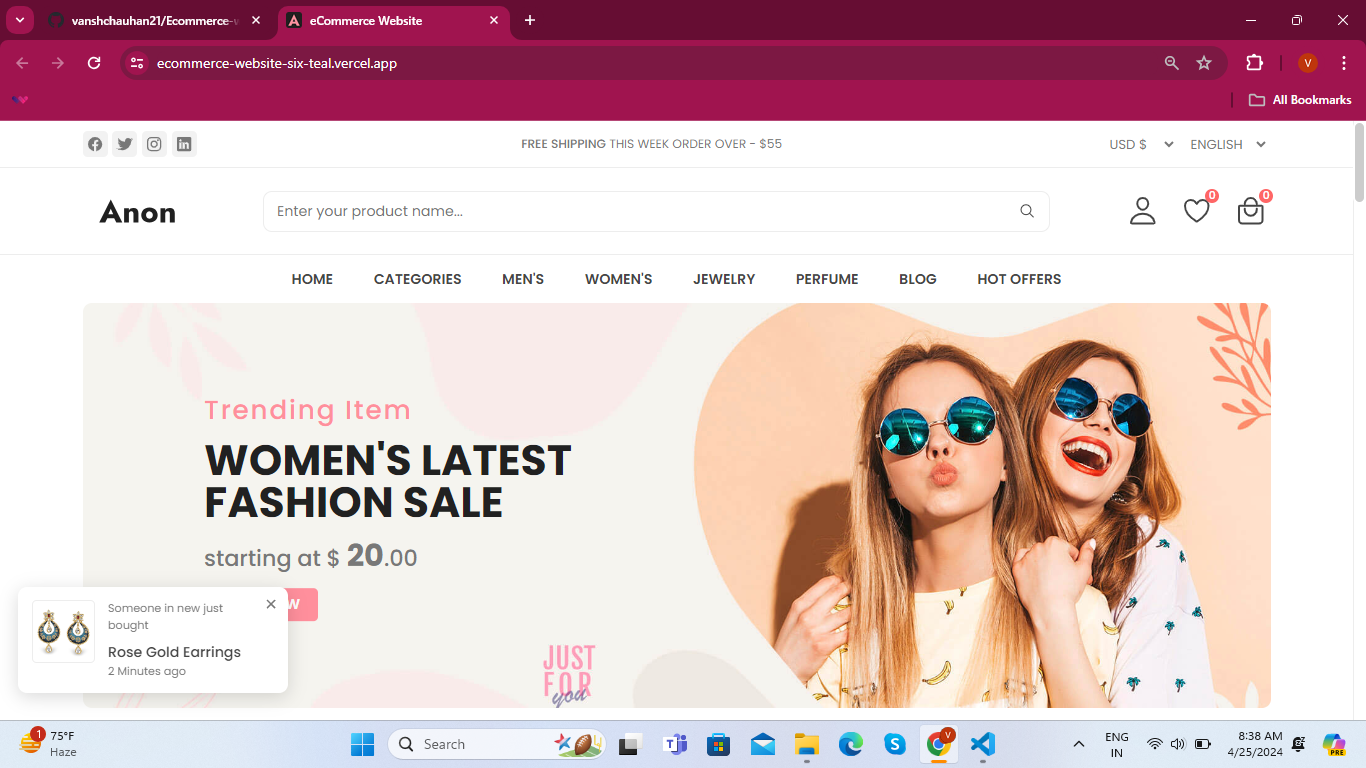 vanshchauhan21/Ecommerce-w
eCommerce Website
ecommerce-website-six-teal.vercel.app
V
All Bookmarks
FREE SHIPPING THIS WEEK ORDER OVER - $55
USD $
ENGLISH
Anon
Enter your product name...
0
0
HOME
CATEGORIES
MEN'S
WOMEN'S
JEWELRY
PERFUME
BLOG
HOT OFFERS
Trending Item
WOMEN'S LATEST
FASHION SALE
starting at $ 20.00
W
Someone in new just
bought
Rose Gold Earrings
2 Minutes ago
JUST
FOR
you
1
75°F
Haze
Search
V
ENG
IN
8:38 AM
4/25/2024
PRE